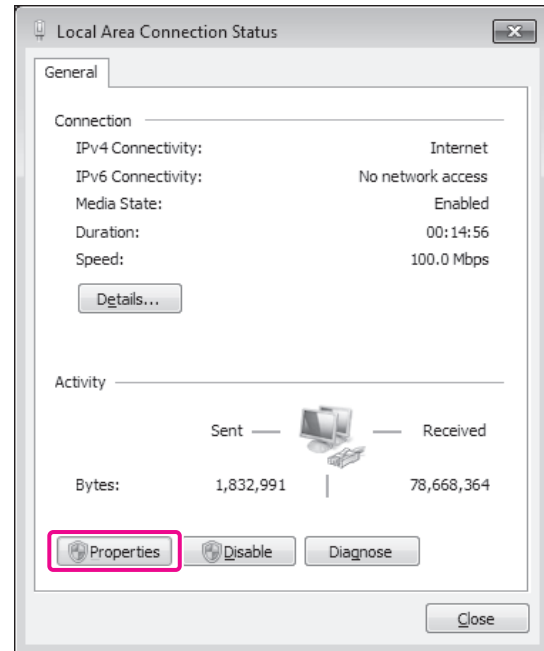 Local Area Connection Status
General
Connection
IPv4 Connectivity: Internet
IPv6 Connectivity: No network access
Media State: Enabled
Duration: 00:14:56
Speed: 100.0 Mbps
Details...
Activity
Sent Received
Bytes: 1,832,991 78,668,364
Properties Disable Diagnose
Close